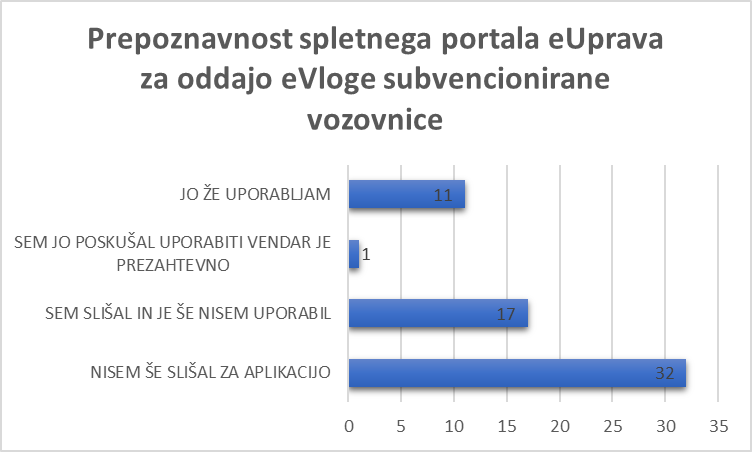 Prepoznavnost spletnega portala eUprava
za oddajo eVloge subvencionirane
vozovnice
JO ŽE UPORABLJAM
11
SEM JO POSKUŠAL UPORABITI VENDAR JE
PREZAHTEVNO
1
SEM SLIŠAL IN JE ŠE NISEM UPORABIL
17
NISEM ŠE SLIŠAL ZA APLIKACIJO
32
0 5 10 15 20 25 30 35